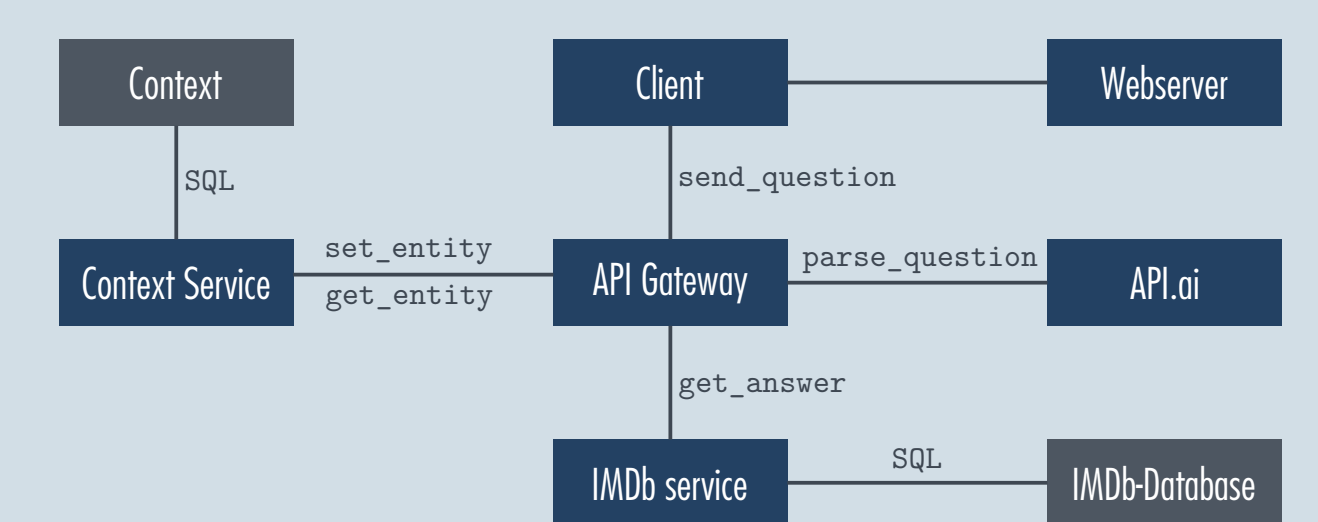 Context
Client
Webserver
SQL
send_question
Context Service
set_entity
get_entity
API Gateway
parse_question
API.ai
get_answer
IMDb service
SQL
IMDb-Database